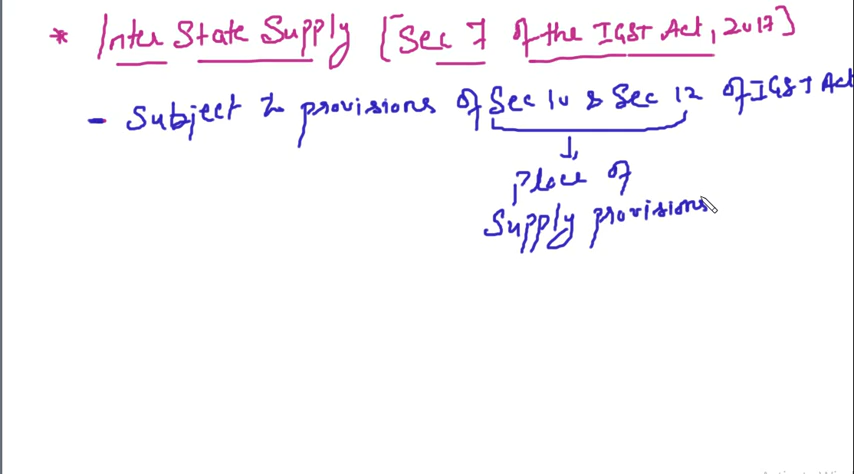 * Inter State Supply [Sec 7 of the IGST Act, 2017]
- Subject to provisions of Sec 10 & Sec 12 of IGST Act
Place of
Supply provisions